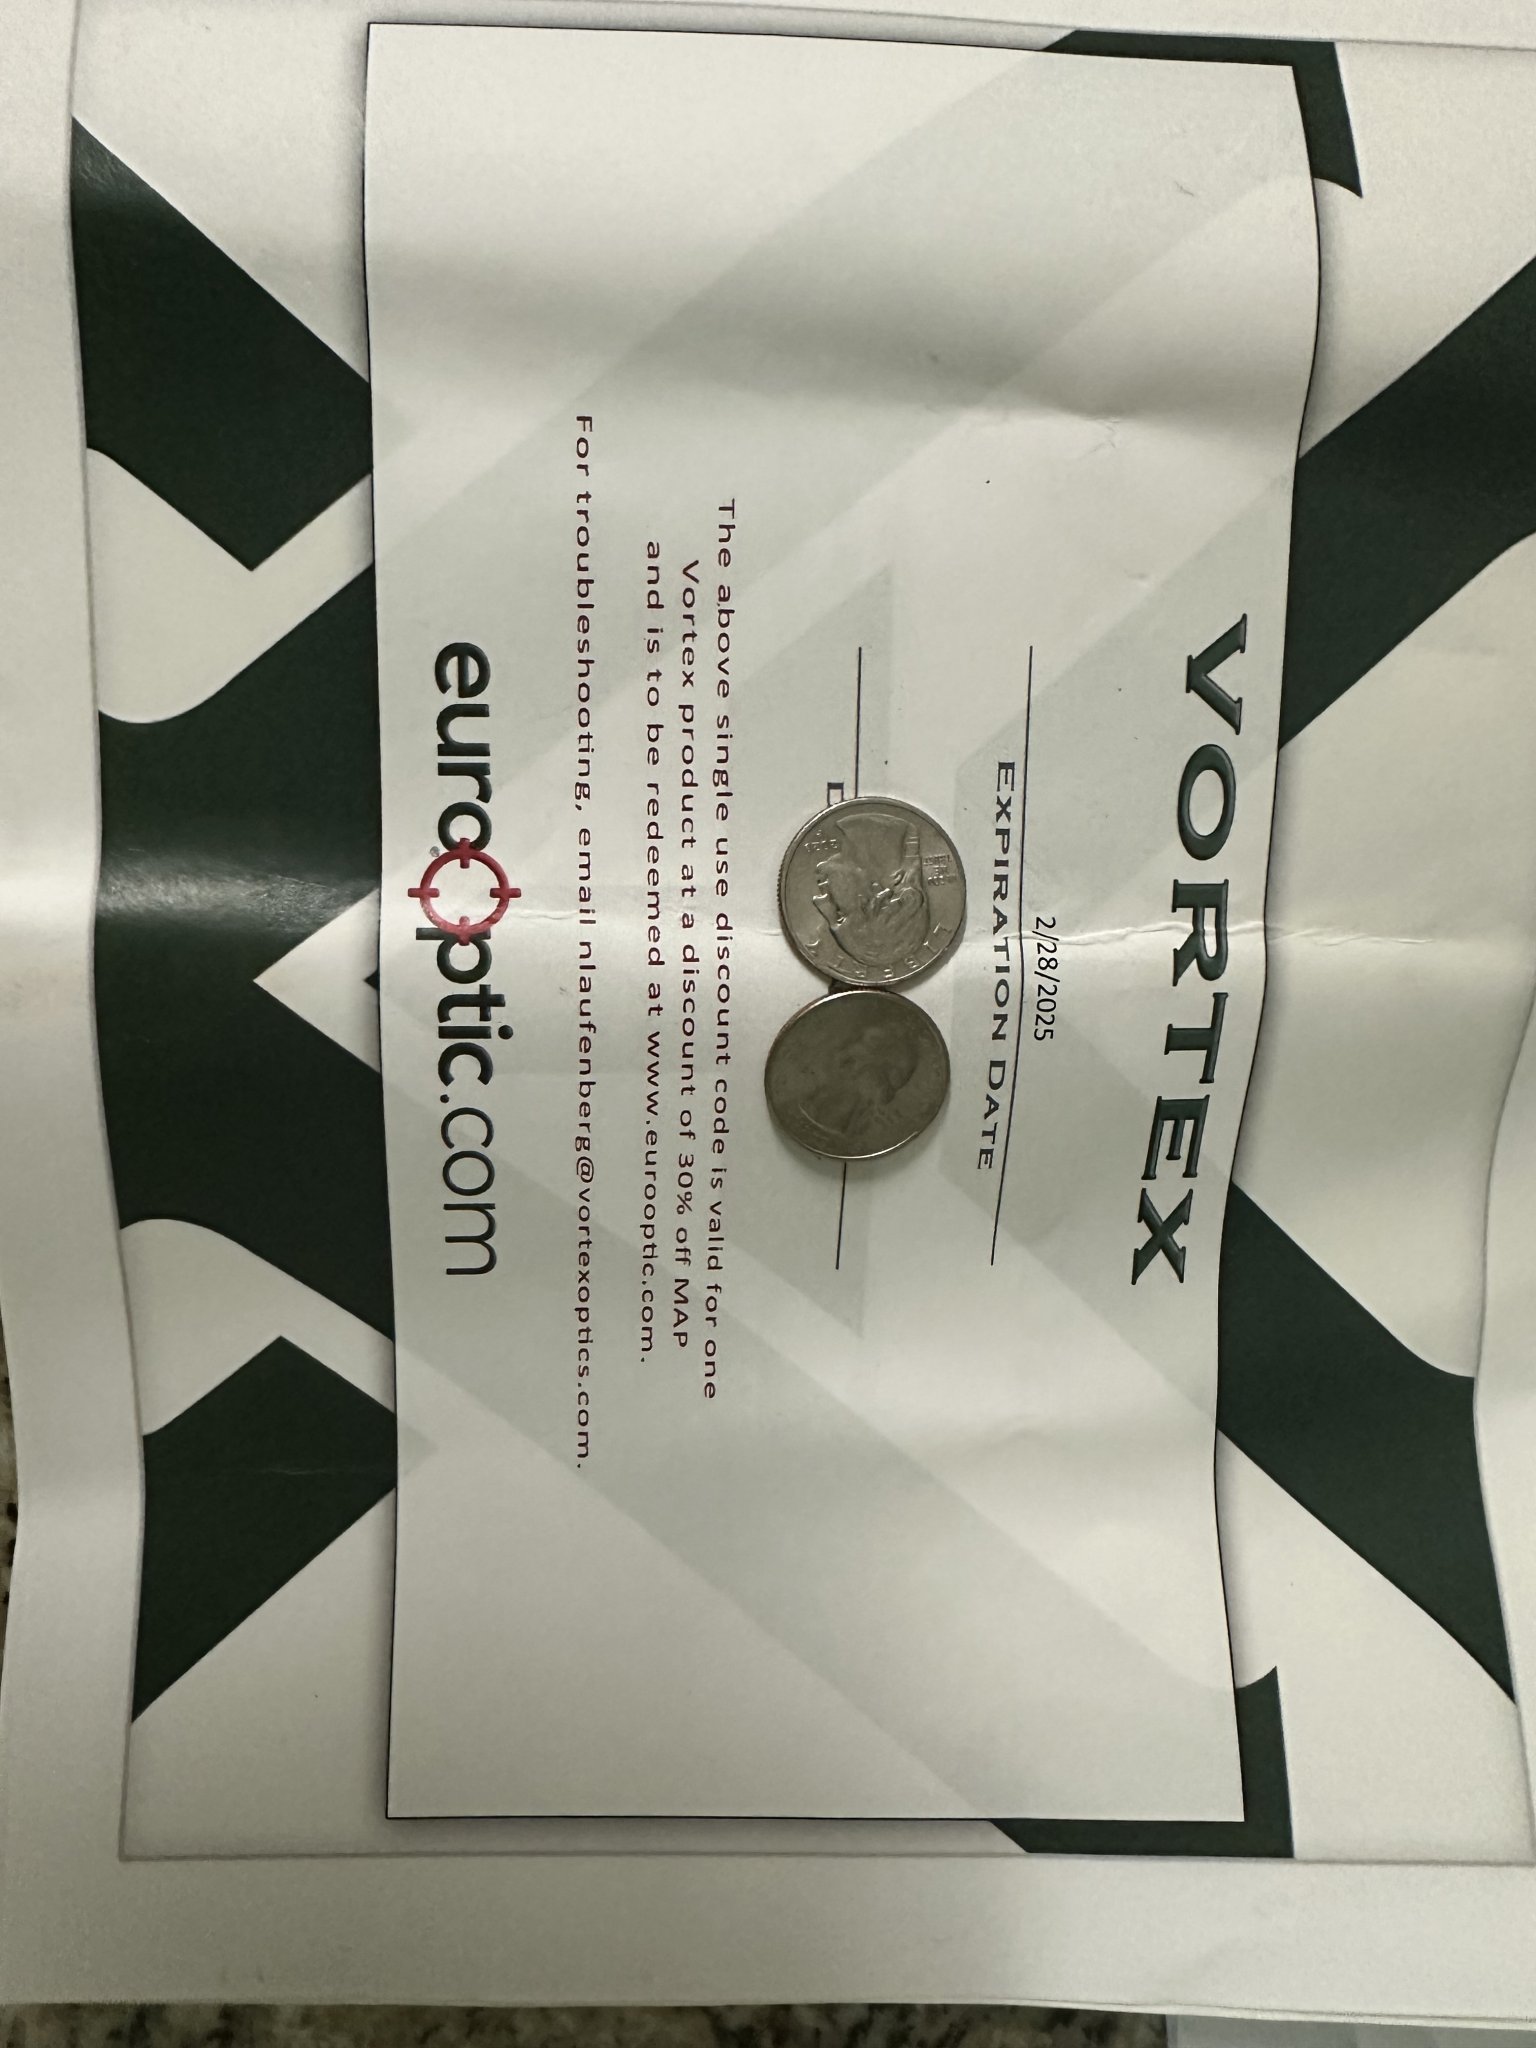 VORTEX
2/28/2025
EXPIRATION DATE
The above single use discount code is valid for one
Vortex product at a discount of 30% off MAP
and is to be redeemed at www.eurooptic.com.
For troubleshooting, email nlaufenberg@vortexoptics.com.
eurooptic.com
LIBERTY
2021